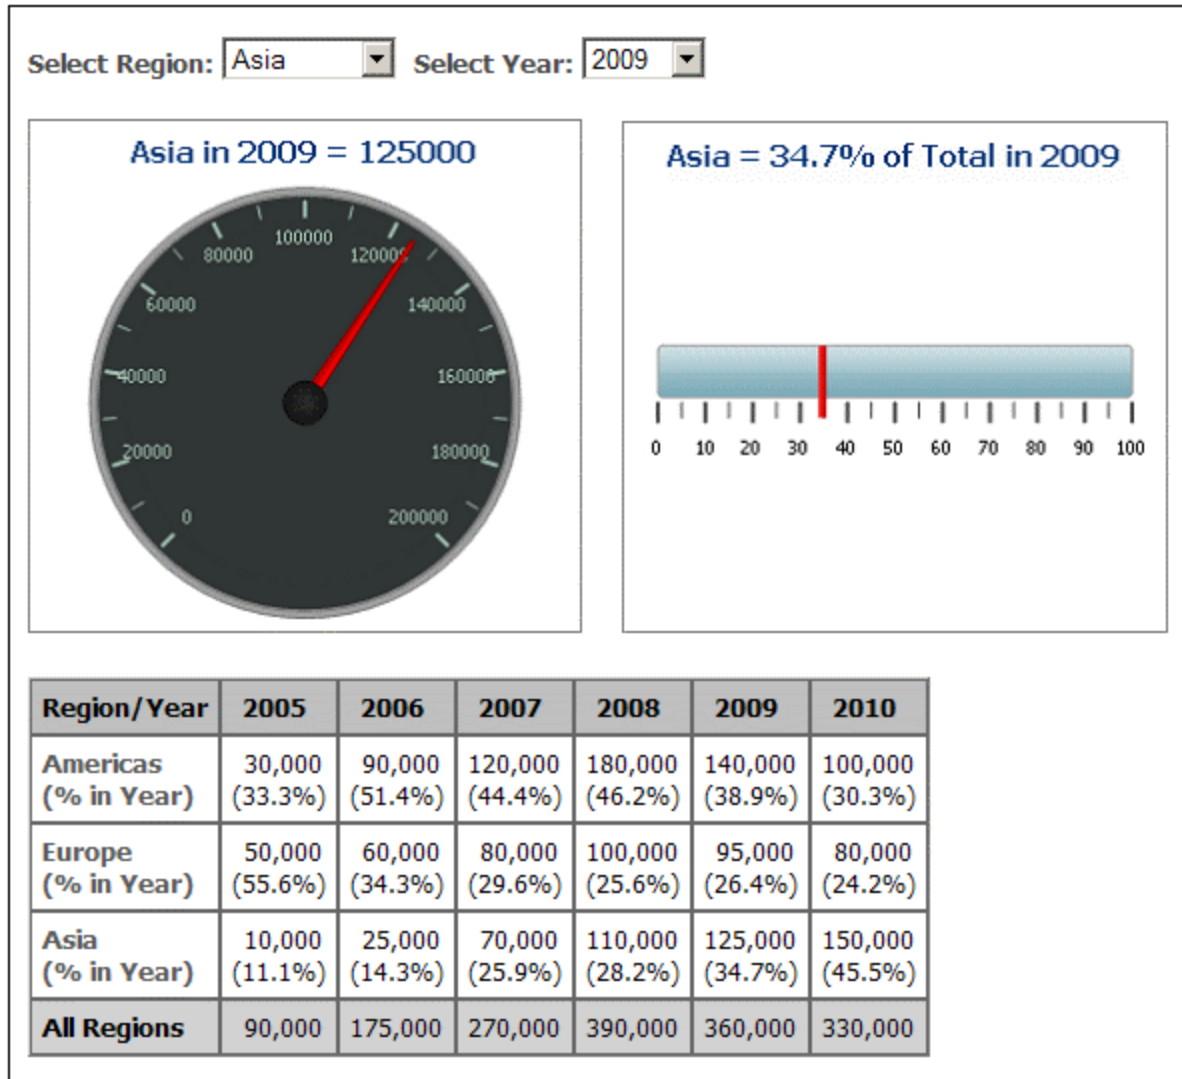 Select Region: Asia Select Year: 2009
Asia in 2009 = 125000
100000
80000 120000
60000 140000
40000 160000
20000 180000
0 200000
Asia = 34.7% of Total in 2009
0 10 20 30 40 50 60 70 80 90 100
Region/Year 2005 2006 2007 2008 2009 2010
Americas 30,000 90,000 120,000 180,000 140,000 100,000
(% in Year) (33.3%) (51.4%) (44.4%) (46.2%) (38.9%) (30.3%)
Europe 50,000 60,000 80,000 100,000 95,000 80,000
(% in Year) (55.6%) (34.3%) (29.6%) (25.6%) (26.4%) (24.2%)
Asia 10,000 25,000 70,000 110,000 125,000 150,000
(% in Year) (11.1%) (14.3%) (25.9%) (28.2%) (34.7%) (45.5%)
All Regions 90,000 175,000 270,000 390,000 360,000 330,000